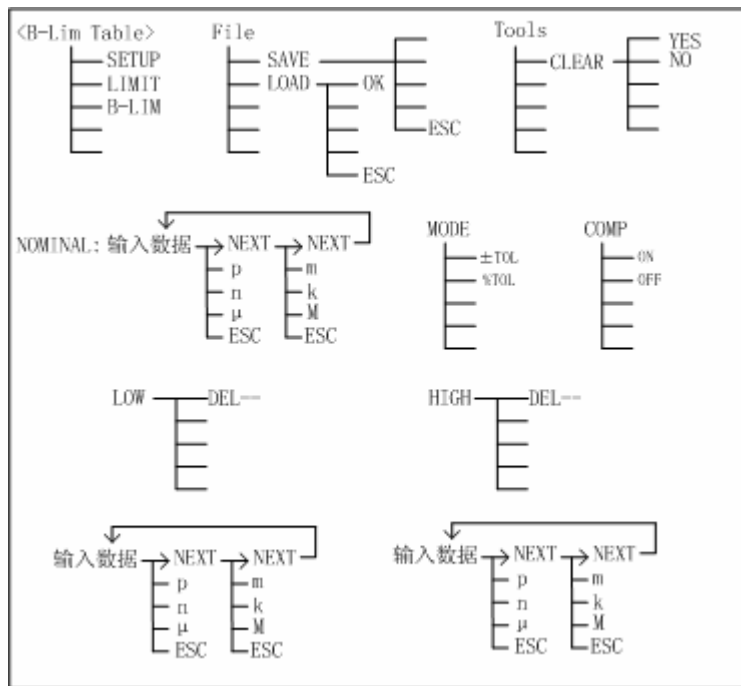 <B-Lim Table>
SETUP
LIMIT
B-LIM
File
SAVE
ESC
LOAD
OK
ESC
Tools
CLEAR
YES
NO
NOMINAL: 输入数据 NEXT NEXT
p m
n k
μ M
ESC ESC
MODE
±TOL
%TOL
COMP
ON
OFF
LOW DEL--
HIGH DEL--
输入数据 NEXT NEXT
p m
n k
μ M
ESC ESC
输入数据 NEXT NEXT
p m
n k
μ M
ESC ESC